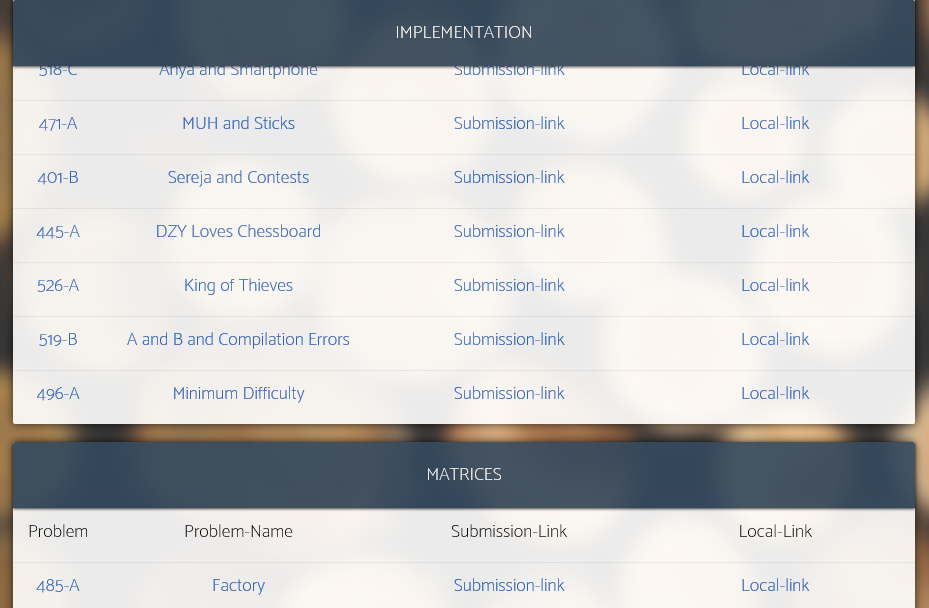 IMPLEMENTATION
518-C Anya and Smartphone Submission-link Local-link
471-A MUH and Sticks Submission-link Local-link
401-B Sereja and Contests Submission-link Local-link
445-A DZY Loves Chessboard Submission-link Local-link
526-A King of Thieves Submission-link Local-link
519-B A and B and Compilation Errors Submission-link Local-link
496-A Minimum Difficulty Submission-link Local-link
MATRICES
Problem Problem-Name Submission-Link Local-Link
485-A Factory Submission-link Local-link